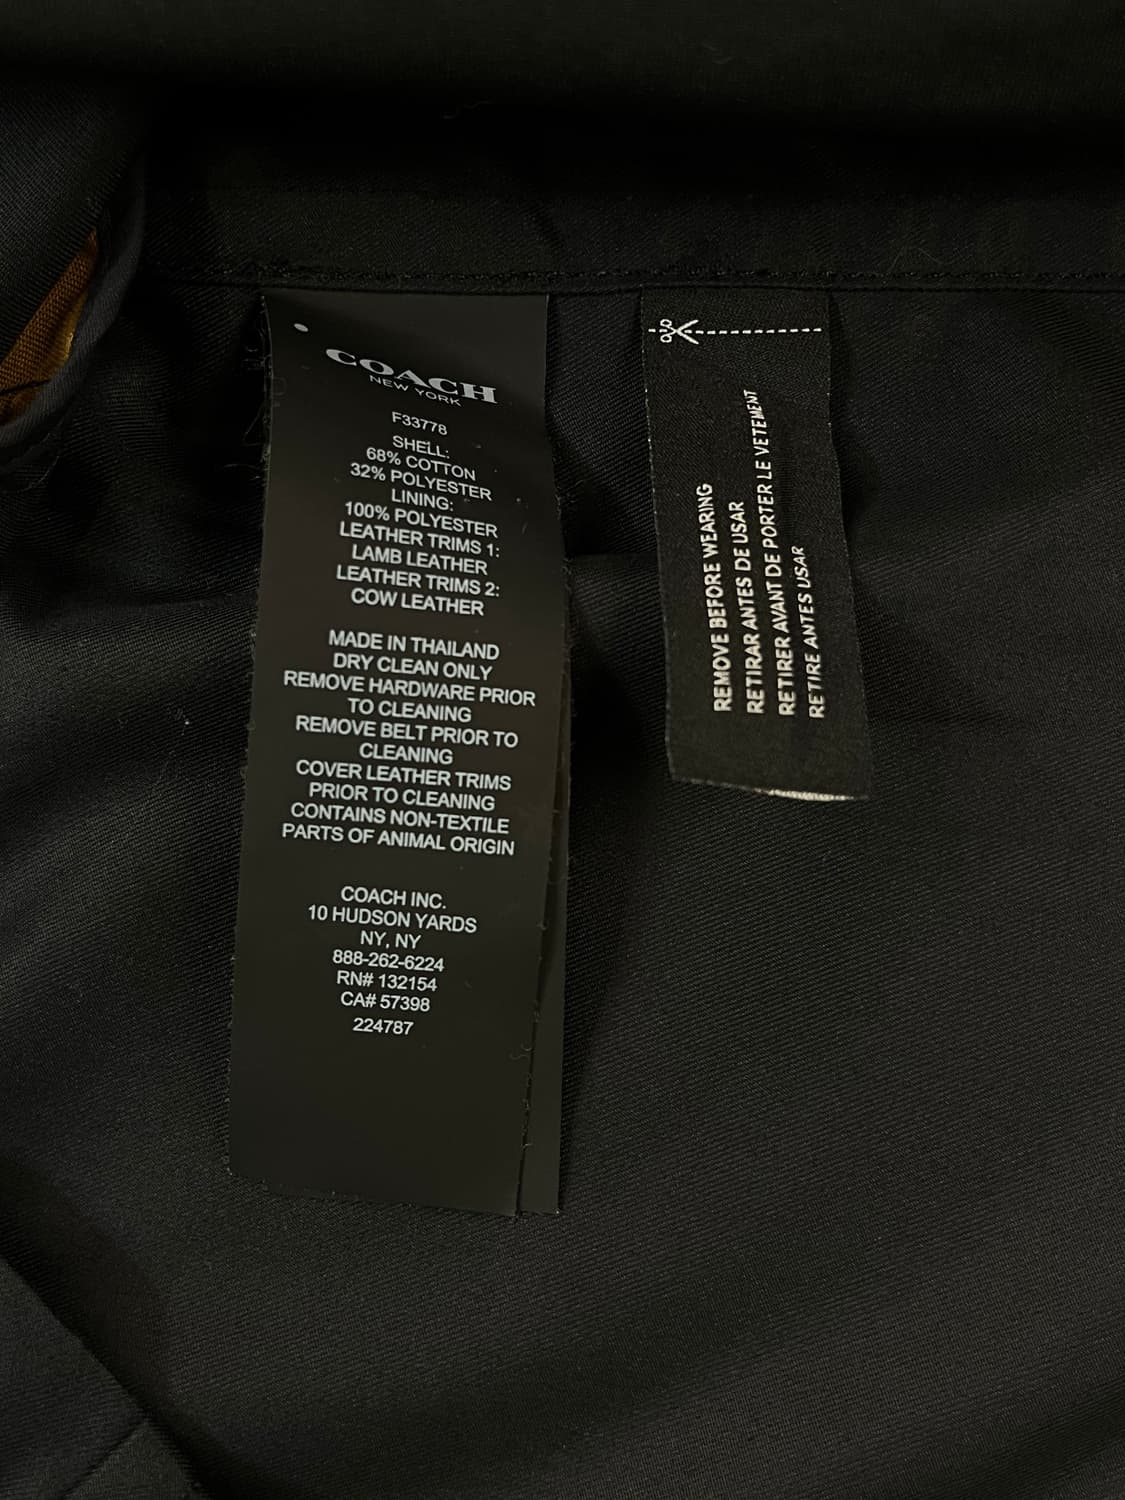 COACH
NEW YORK
F33778
SHELL:
68% COTTON
32% POLYESTER
LINING:
100% POLYESTER
LEATHER TRIMS 1:
LAMB LEATHER
LEATHER TRIMS 2:
COW LEATHER
MADE IN THAILAND
DRY CLEAN ONLY
REMOVE HARDWARE PRIOR
TO CLEANING
REMOVE BELT PRIOR TO
CLEANING
COVER LEATHER TRIMS
PRIOR TO CLEANING
CONTAINS NON-TEXTILE
PARTS OF ANIMAL ORIGIN
COACH INC.
10 HUDSON YARDS
NY, NY
888-262-6224
RN# 132154
CA# 57398
224787
REMOVE BEFORE WEARING
RETIRAR ANTES DE USAR
RETIRER AVANT DE PORTER LE VETEMENT
RETIRE ANTES USAR